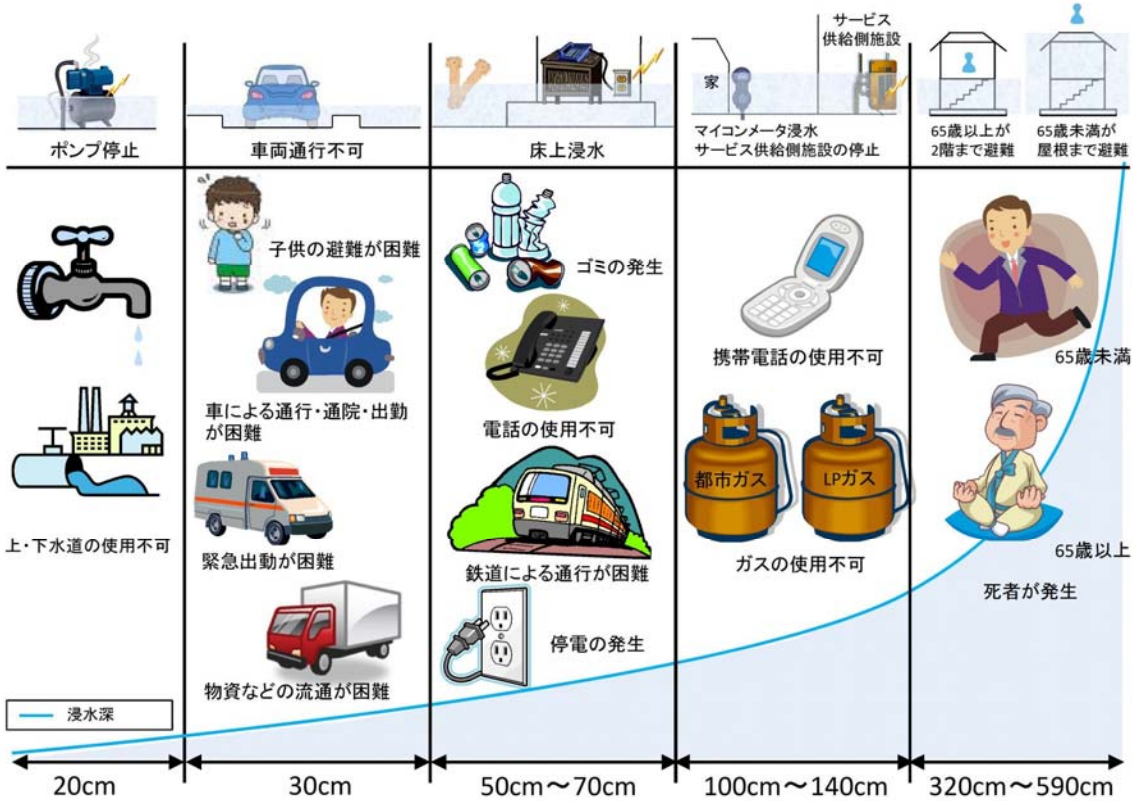 サービス
供給側施設
家
ポンプ停止
車両通行不可
床上浸水
マイコンメータ浸水
サービス供給側施設の停止
65歳以上が
2階まで避難
65歳未満が
屋根まで避難
上・下水道の使用不可
子供の避難が困難
車による通行・通院・出勤
が困難
緊急出動が困難
物資などの流通が困難
ゴミの発生
電話の使用不可
鉄道による通行が困難
停電の発生
携帯電話の使用不可
都市ガス
LPガス
ガスの使用不可
65歳未満
65歳以上
死者が発生
浸水深
20cm
30cm
50cm～70cm
100cm～140cm
320cm～590cm